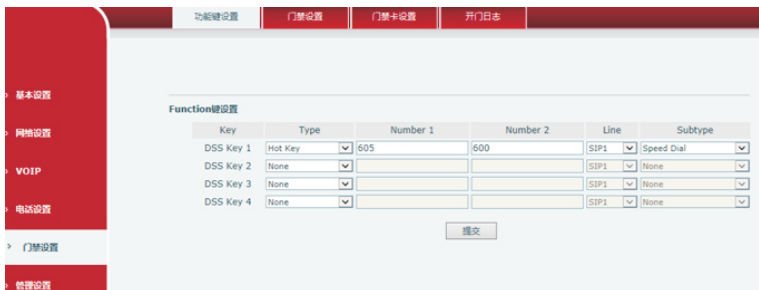 功能键设置 门禁设置 门禁卡设置 开门日志
基本设置
网络设置
VOIP
电话设置
门禁设置
管理设置
Function键设置
Key Type Number 1 Number 2 Line Subtype
DSS Key 1 Hot Key 605 600 SIP1 Speed Dial
DSS Key 2 None SIP1 None
DSS Key 3 None SIP1 None
DSS Key 4 None SIP1 None
提交